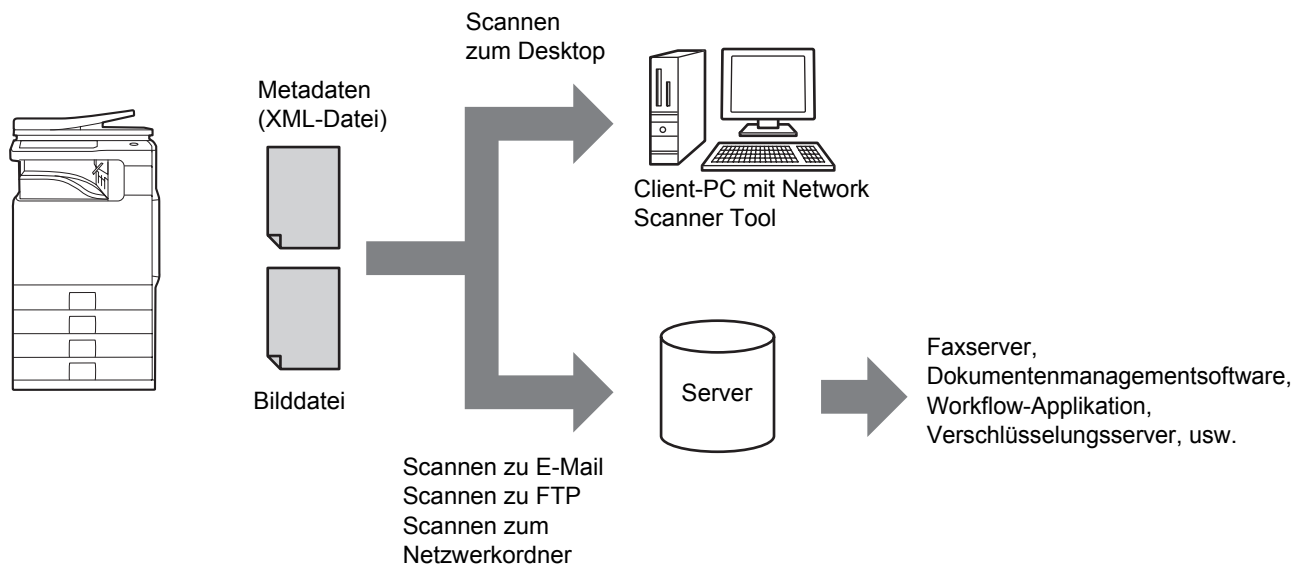 Scannen
zum Desktop
Metadaten
(XML-Datei)
Client-PC mit Network
Scanner Tool
Bilddatei
Server
Faxserver,
Dokumentenmanagementsoftware,
Workflow-Applikation,
Verschlüsselungsserver, usw.
Scannen zu E-Mail
Scannen zu FTP
Scannen zum
Netzwerkordner